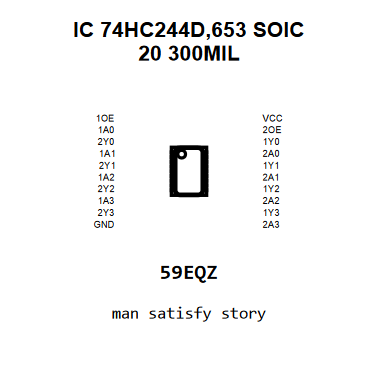 IC 74HC244D,653 SOIC
20 300MIL
1OE VCC
1A0 2OE
2Y0 1Y0
1A1 2A0
2Y1 1Y1
1A2 2A1
2Y2 1Y2
1A3 2A2
2Y3 1Y3
GND 2A3
59EQZ
man satisfy story